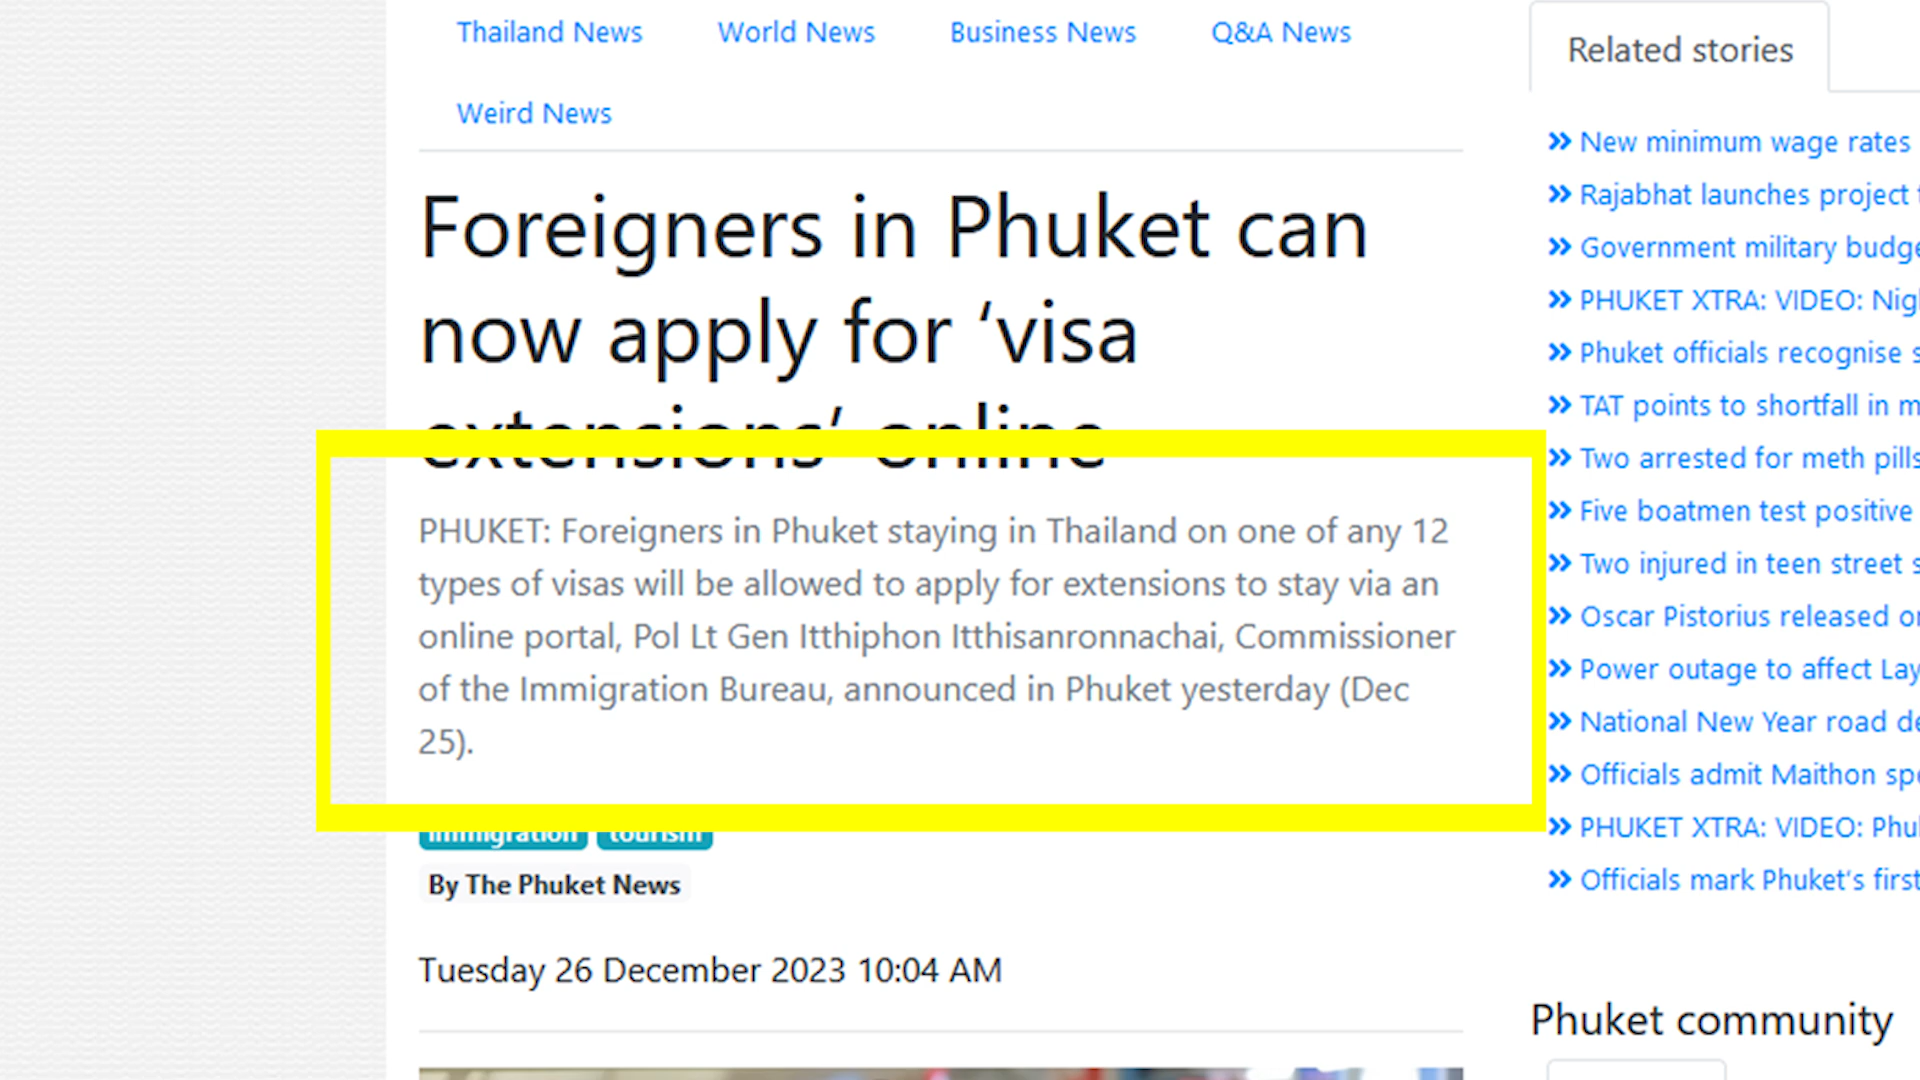 Thailand News World News Business News Q&A News
Weird News
Foreigners in Phuket can
now apply for ‘visa
extensions’ online
PHUKET: Foreigners in Phuket staying in Thailand on one of any 12
types of visas will be allowed to apply for extensions to stay via an
online portal, Pol Lt Gen Itthiphon Itthisanronnachai, Commissioner
of the Immigration Bureau, announced in Phuket yesterday (Dec
25).
immigration tourism
By The Phuket News
Tuesday 26 December 2023 10:04 AM
Related stories
New minimum wage rates
Rajabhat launches project
Government military
PHUKET XTRA: VIDEO:
Phuket officials recognise
TAT points to shortfall in
Two arrested for meth pills
Five boatmen test positive
Two injured in teen street
Oscar Pistorius released
Power outage to affect
National New Year road
Officials admit Maithon
PHUKET XTRA: VIDEO:
Officials mark Phuket’s first
Phuket community